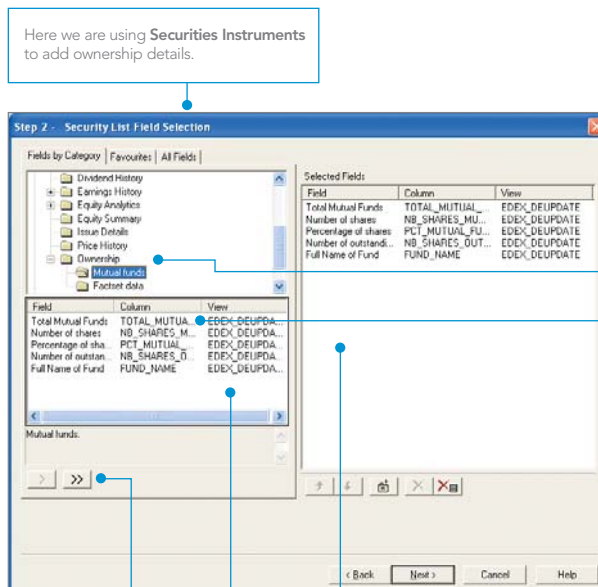 Here we are using Securities Instruments
to add ownership details.
Step 2 - Security List Field Selection
Fields by Category
Favourites
All Fields
Dividend History
Earnings History
Equity Analytics
Equity Summary
Issue Details
Price History
Ownership
Mutual funds
Factset data
Field Column View
Total Mutual Funds TOTAL_MUTUA... EDEX_DEUPDA...
Number of shares NB_SHARES_M... EDEX_DEUPDA...
Percentage of sha... PCT_MUTUAL_... EDEX_DEUPDA...
Number of outstan... NB_SHARES_O... EDEX_DEUPDA...
Full Name of Fund FUND_NAME EDEX_DEUPDA...
Mutual funds.
> >>
Selected Fields
Field Column View
Total Mutual Funds TOTAL_MUTUAL_... EDEX_DEUPDATE
Number of shares NB_SHARES_MU... EDEX_DEUPDATE
Percentage of shares PCT_MUTUAL_FU... EDEX_DEUPDATE
Number of outstandi... NB_SHARES_OUT... EDEX_DEUPDATE
Full Name of Fund FUND_NAME EDEX_DEUPDATE
< Back Next > Cancel Help